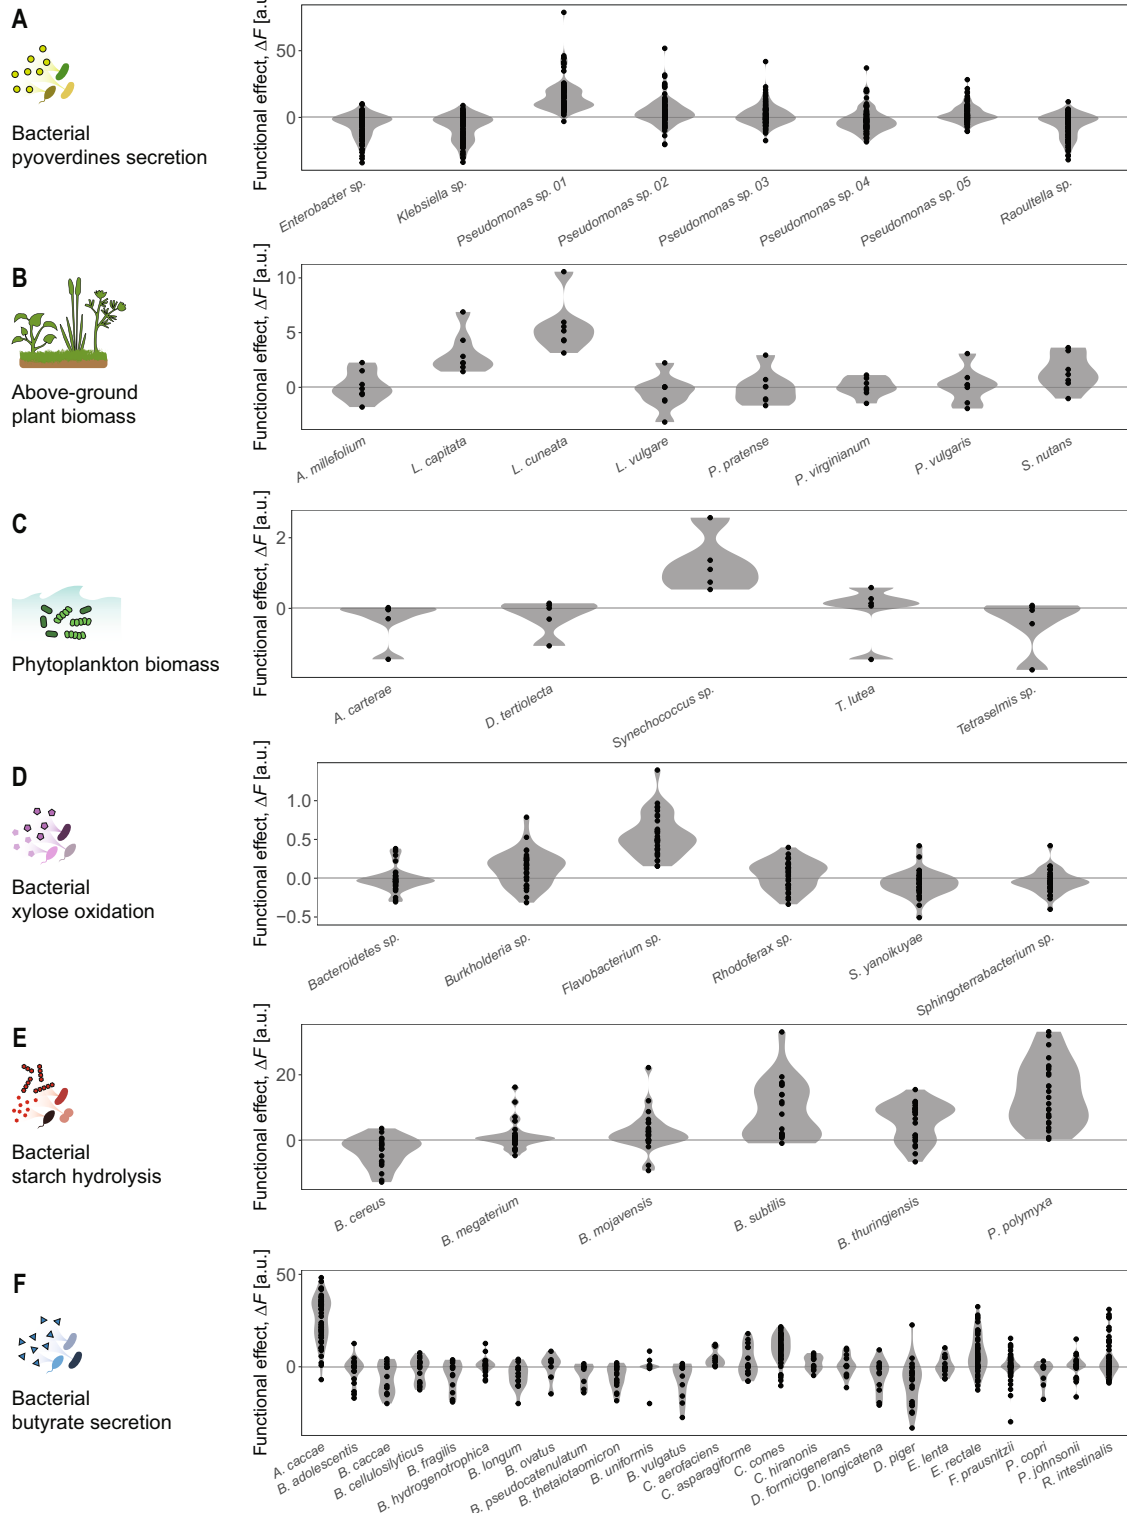 A
Bacterial
pyoverdines secretion
Functional effect, ΔF [a.u.]
50
0
Enterobacter sp.
Klebsiella sp.
Pseudomonas sp. 01
Pseudomonas sp. 02
Pseudomonas sp. 03
Pseudomonas sp. 04
Pseudomonas sp. 05
Raoultella sp.
B
Above-ground
plant biomass
Functional effect, ΔF [a.u.]
10
5
0
A. millefolium
L. capitata
L. cuneata
L. vulgare
P. pratense
P. virginianum
P. vulgaris
S. nutans
C
Phytoplankton biomass
Functional effect, ΔF [a.u.]
2
0
A. carterae
D. tertiolecta
Synechococcus sp.
T. lutea
Tetraselmis sp.
D
Bacterial
xylose oxidation
Functional effect, ΔF [a.u.]
1.0
0.5
0.0
−0.5
Bacteroidetes sp.
Burkholderia sp.
Flavobacterium sp.
Rhodoferax sp.
S. yanoikuyae
Sphingoterrabacterium sp.
E
Bacterial
starch hydrolysis
Functional effect, ΔF [a.u.]
20
0
B. cereus
B. megaterium
B. mojavensis
B. subtilis
B. thuringiensis
P. polymyxa
F
Bacterial
butyrate secretion
Functional effect, ΔF [a.u.]
50
0
A. caccae
B. adolescentis
B. caccae
B. cellulosilyticus
B. fragilis
B. hydrogenotrophica
B. longum
B. ovatus
B. pseudocatenulatum
B. thetaiotaomicron
B. uniformis
B. vulgatus
C. aerofaciens
C. asparagiforme
C. comes
C. hiranonis
D. formicigenerans
D. longicatena
D. piger
E. lenta
E. rectale
F. prausnitzii
P. copri
P. johnsonii
R. intestinalis